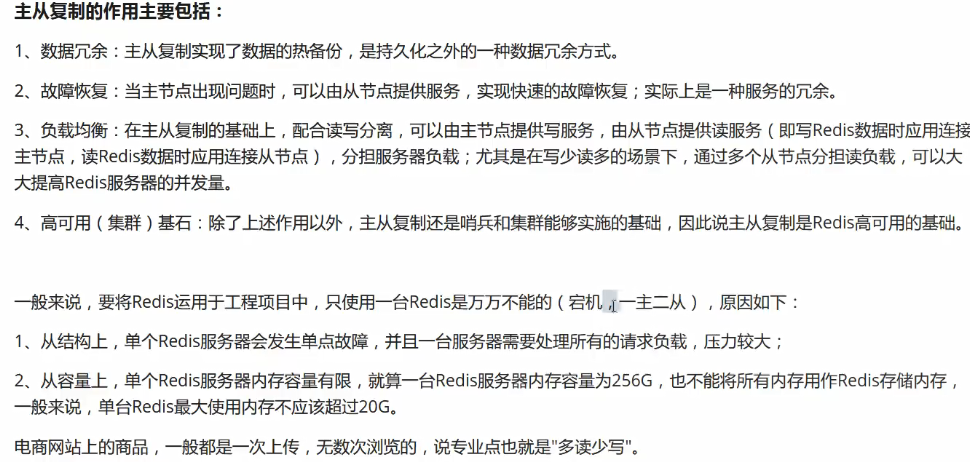 主从复制的作用主要包括：
1、数据冗余：主从复制实现了数据的热备份，是持久化之外的一种数据冗余方式。
2、故障恢复：当主节点出现问题时，可以由从节点提供服务，实现快速的故障恢复；实际上是一种服务的冗余。
3、负载均衡：在主从复制的基础上，配合读写分离，可以由主节点提供写服务，由从节点提供读服务（即写Redis数据时应用连接
主节点，读Redis数据时应用连接从节点），分担服务器负载；尤其是在写少读多的场景下，通过多个从节点分担读负载，可以大
大提高Redis服务器的并发量。
4、高可用（集群）基石：除了上述作用以外，主从复制还是哨兵和集群能够实施的基础，因此说主从复制是Redis高可用的基础。
一般来说，要将Redis运用于工程项目中，只使用一台Redis是万万不能的（宕机，一主二从），原因如下：
1、从结构上，单个Redis服务器会发生单点故障，并且一台服务器需要处理所有的请求负载，压力较大；
2、从容量上，单个Redis服务器内存容量有限，就算一台Redis服务器内存容量为256G，也不能将所有内存用作Redis存储内存，
一般来说，单台Redis最大使用内存不应该超过20G。
电商网站上的商品，一般都是一次上传，无数次浏览的，说专业点也就是"多读少写"。